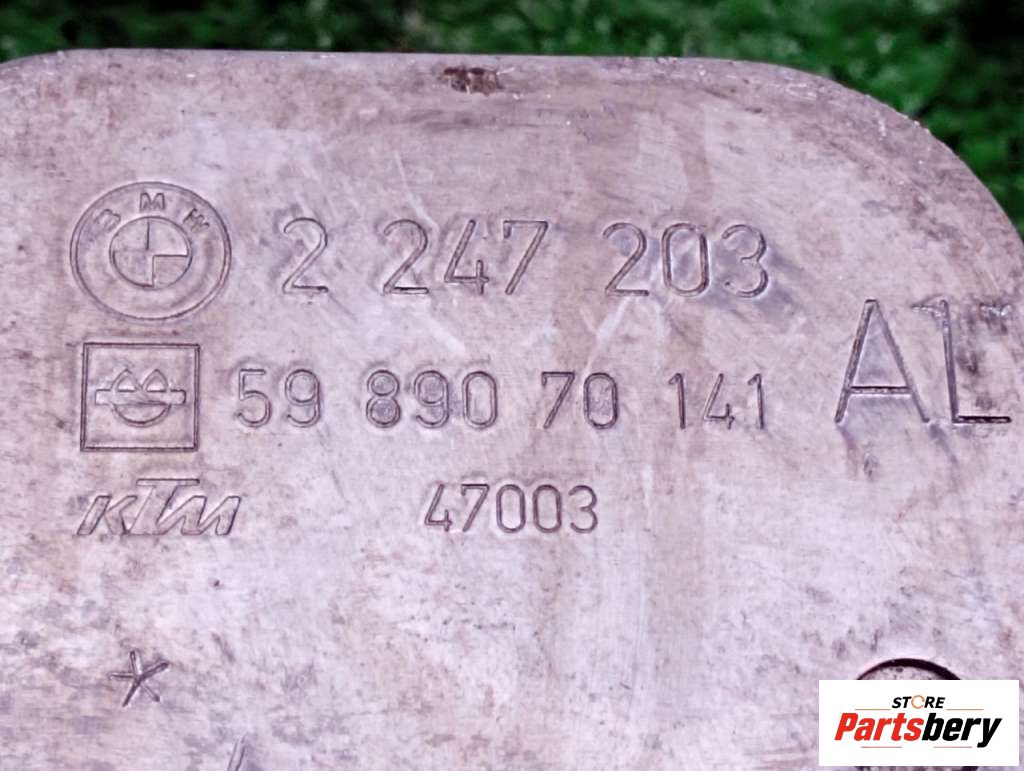 BMW 2 247 203
AL
59 890 70 141
KTM 47003
STORE
Partsbery